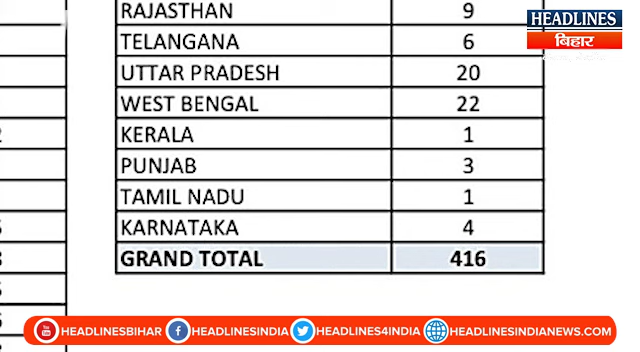 RAJASTHAN 9
TELANGANA 6
UTTAR PRADESH 20
WEST BENGAL 22
KERALA 1
PUNJAB 3
TAMIL NADU 1
KARNATAKA 4
GRAND TOTAL 416
HEADLINES
बिहार
HEADLINESBIHAR HEADLINESINDIA HEADLINES4INDIA HEADLINESINDIANEWS.COM